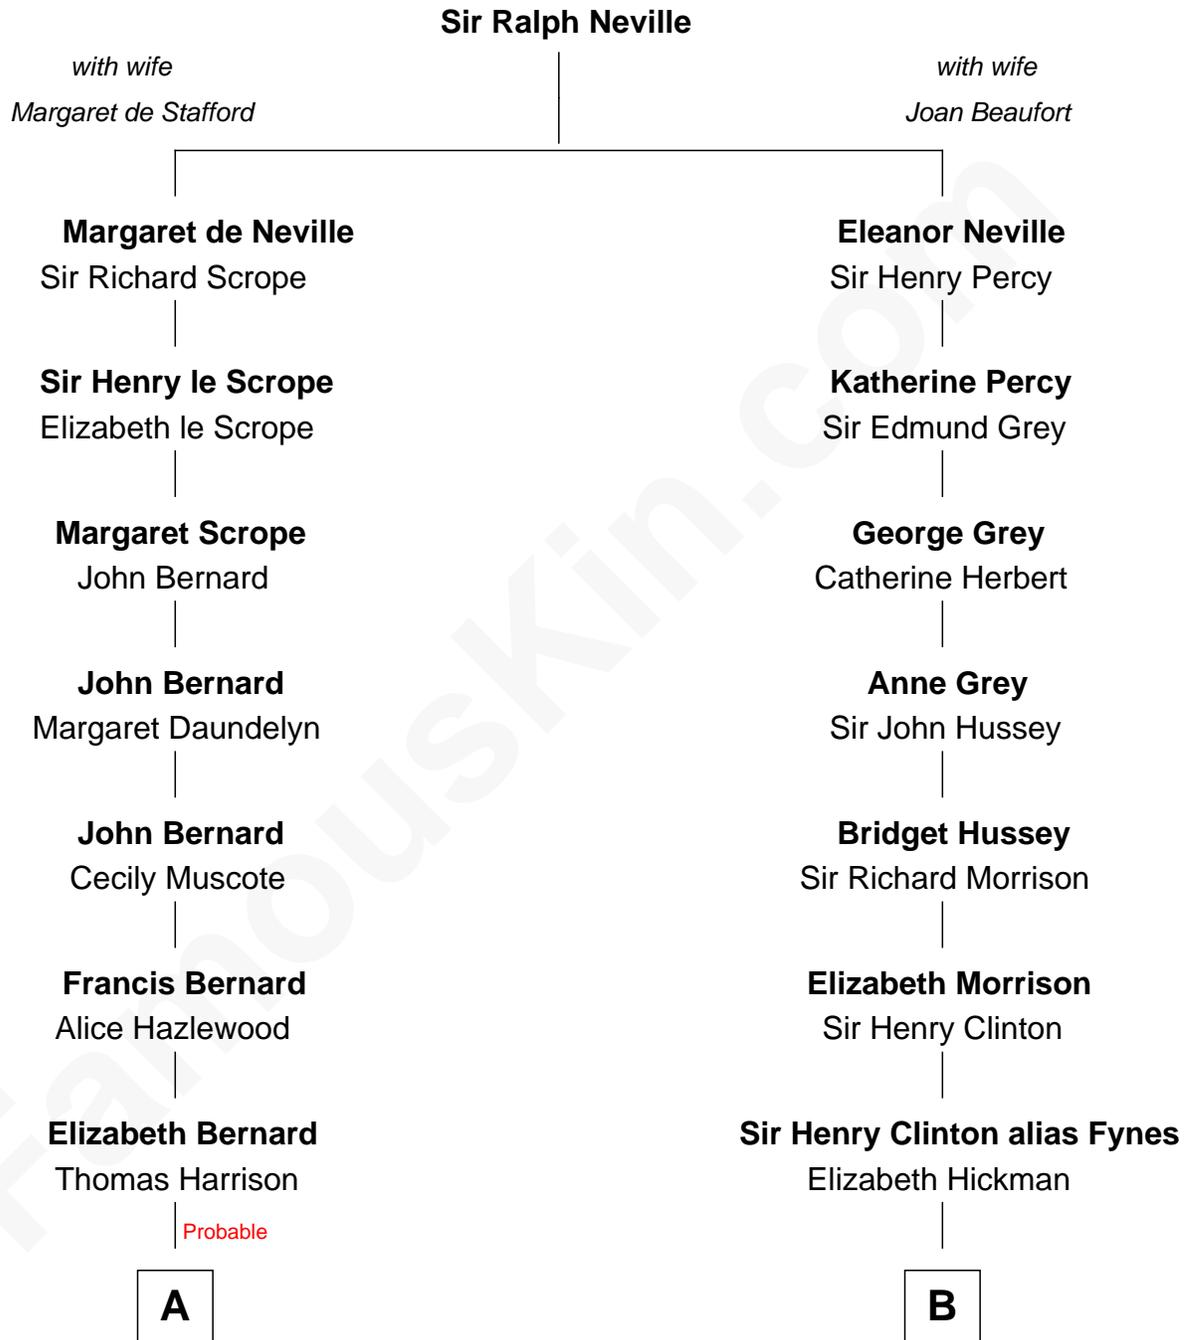 Sir Ralph Neville
with wife
Margaret de Stafford
with wife
Joan Beaufort
Margaret de Neville
Sir Richard Scrope
Eleanor Neville
Sir Henry Percy
Sir Henry le Scrope
Elizabeth le Scrope
Katherine Percy
Sir Edmund Grey
Margaret Scrope
John Bernard
George Grey
Catherine Herbert
John Bernard
Margaret Daundelyn
Anne Grey
Sir John Hussey
John Bernard
Cecily Muscote
Bridget Hussey
Sir Richard Morrison
Francis Bernard
Alice Hazlewood
Elizabeth Morrison
Sir Henry Clinton
Elizabeth Bernard
Thomas Harrison
Sir Henry Clinton alias Fynes
Elizabeth Hickman
Probable
A
B
FamousKin.com